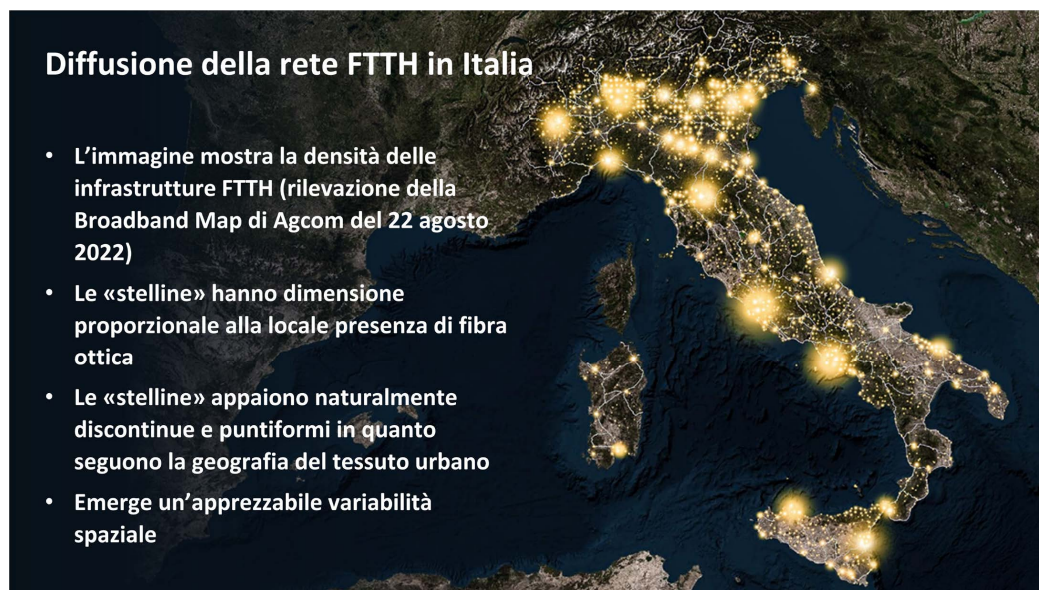 Diffusione della rete FTTH in Italia
• L’immagine mostra la densità delle
infrastrutture FTTH (rilevazione della
Broadband Map di Agcom del 22 agosto
2022)
• Le «stelline» hanno dimensione
proporzionale alla locale presenza di fibra
ottica
• Le «stelline» appaiono naturalmente
discontinue e puntiformi in quanto
seguono la geografia del tessuto urbano
• Emerge un’apprezzabile variabilità
spaziale